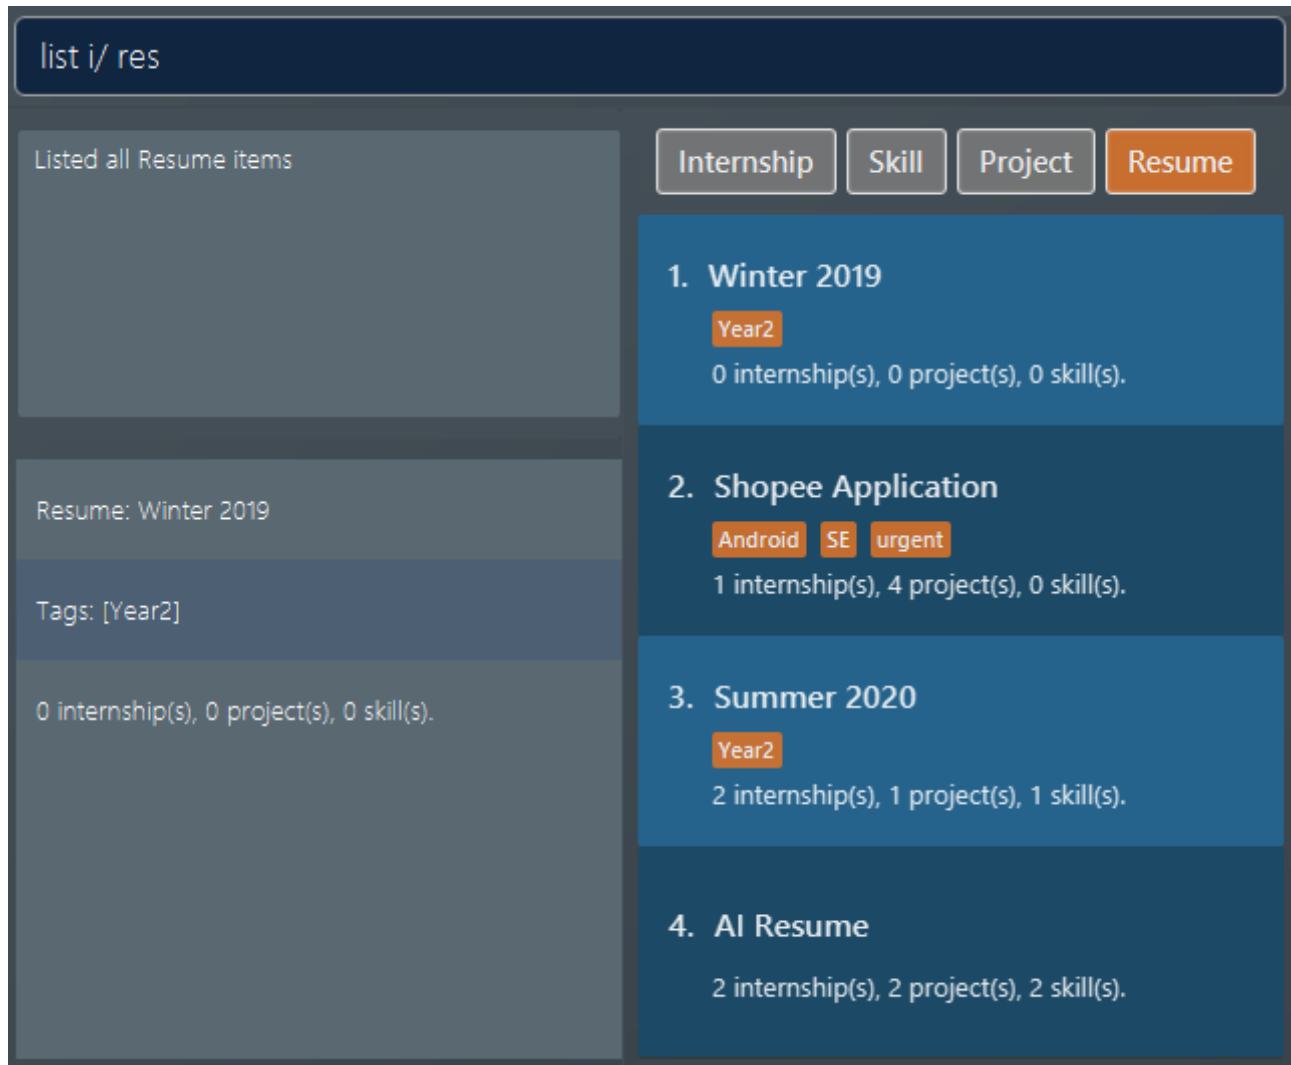 list i/ res
Listed all Resume items
Resume: Winter 2019
Tags: [Year2]
0 internship(s), 0 project(s), 0 skill(s).
Internship Skill Project Resume
1. Winter 2019
Year2
0 internship(s), 0 project(s), 0 skill(s).
2. Shopee Application
Android SE urgent
1 internship(s), 4 project(s), 0 skill(s).
3. Summer 2020
Year2
2 internship(s), 1 project(s), 1 skill(s).
4. AI Resume
2 internship(s), 2 project(s), 2 skill(s).